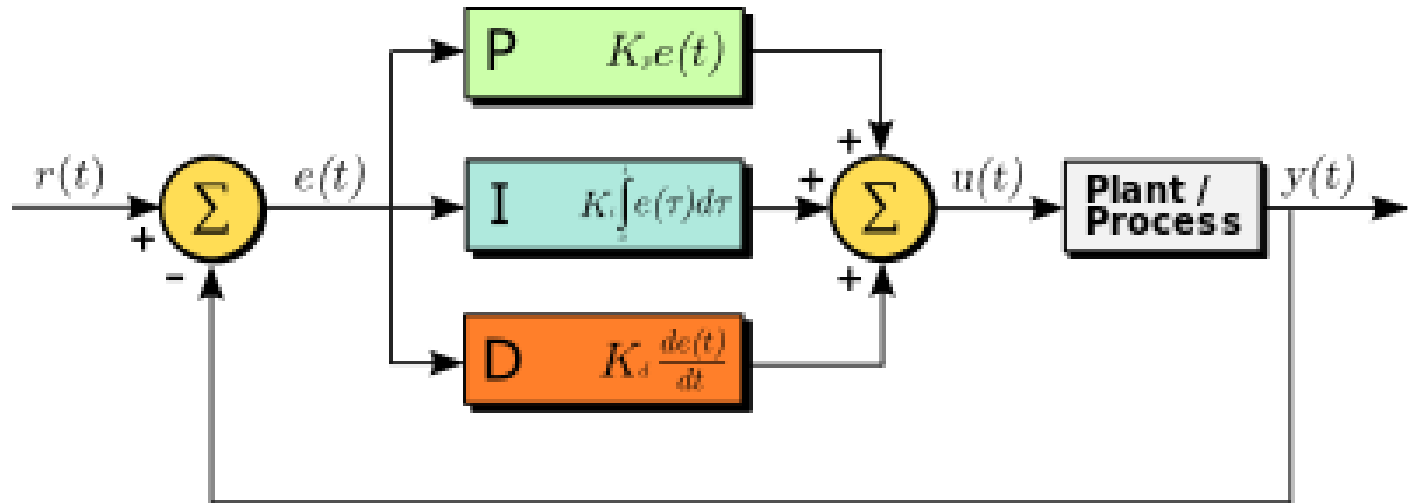 P K_p e(t)
r(t)
+
-
Σ
e(t)
I K_i ∫ e(τ)dτ
D K_d de(t)/dt
+
+
+
Σ
u(t)
Plant /
Process
y(t)